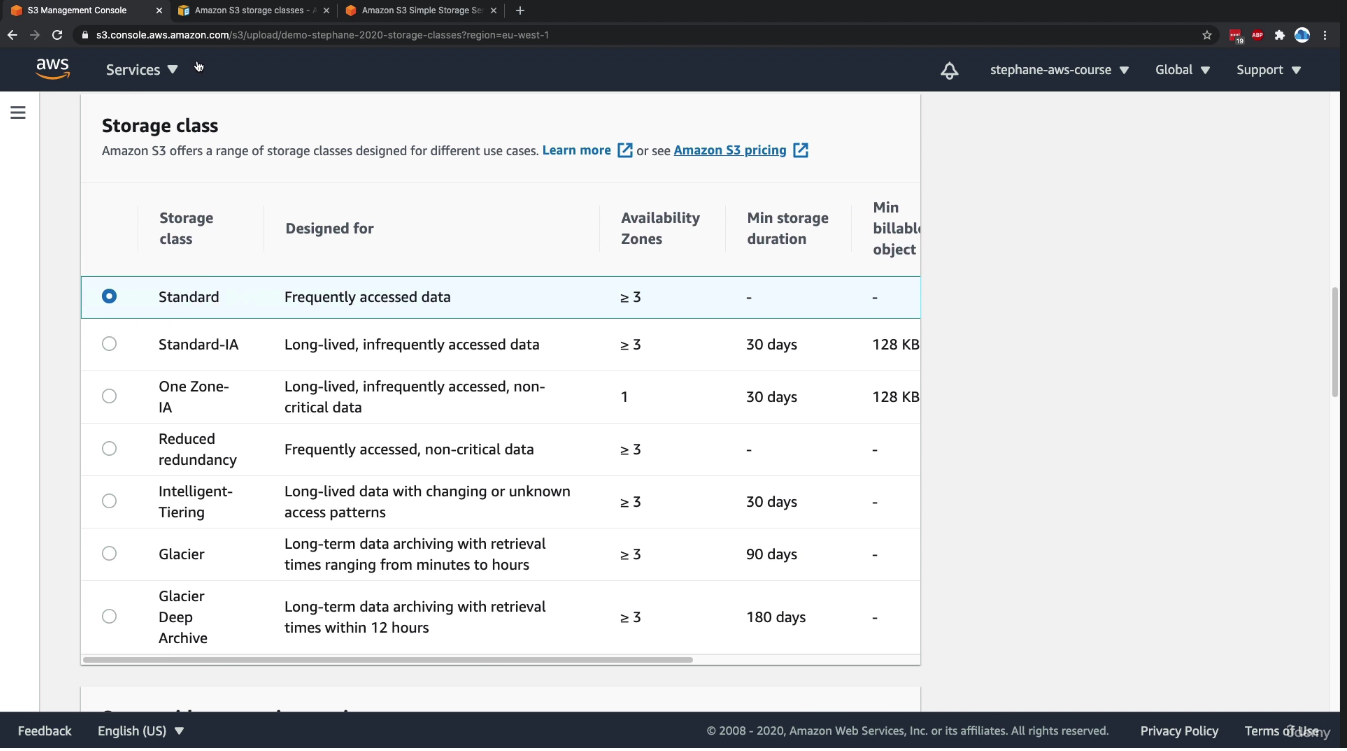 S3 Management Console
Amazon S3 storage classes - A
Amazon S3 Simple Storage Se
s3.console.aws.amazon.com/s3/upload/demo-stephane-2020-storage-classes?region=eu-west-1
19
ABP
aws
Services
stephane-aws-course
Global
Support
Storage class
Amazon S3 offers a range of storage classes designed for different use cases. Learn more or see Amazon S3 pricing
Storage class
Designed for
Availability Zones
Min storage duration
Min billable object
Standard
Frequently accessed data
≥ 3
-
-
Standard-IA
Long-lived, infrequently accessed data
≥ 3
30 days
128 KB
One Zone-
IA
Long-lived, infrequently accessed, non-
critical data
1
30 days
128 KB
Reduced
redundancy
Frequently accessed, non-critical data
≥ 3
-
-
Intelligent-
Tiering
Long-lived data with changing or unknown
access patterns
≥ 3
30 days
-
Glacier
Long-term data archiving with retrieval
times ranging from minutes to hours
≥ 3
90 days
-
Glacier
Deep
Archive
Long-term data archiving with retrieval
times within 12 hours
≥ 3
180 days
-
Feedback
English (US)
© 2008 - 2020, Amazon Web Services, Inc. or its affiliates. All rights reserved.
Privacy Policy
Terms of Use
Udemy